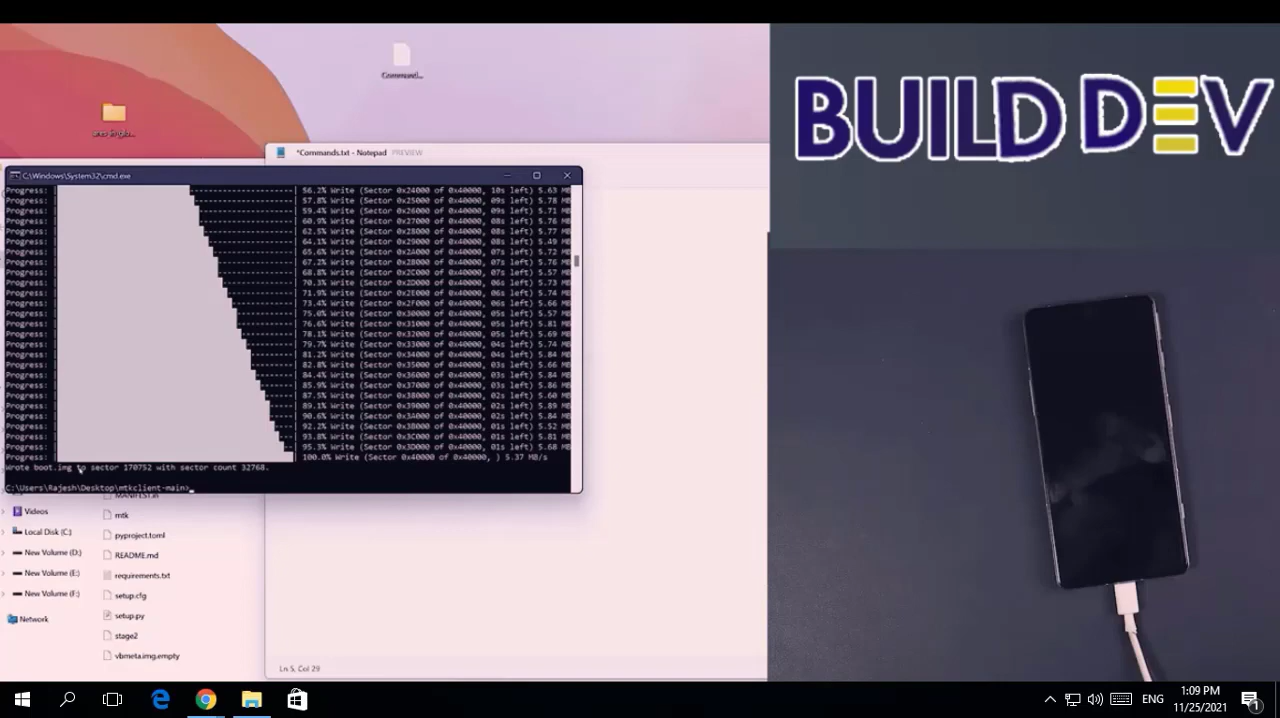 Command...
BUILD DEV
*Commands.txt - Notepad PREVIEW
C:\Windows\System32\cmd.exe
Progress: | 56.2% Write (Sector 0x24000 of 0x40000, 10s left) 5.63 MB
Progress: | 57.8% Write (Sector 0x25000 of 0x40000, 09s left) 5.78 MB
Progress: | 59.4% Write (Sector 0x26000 of 0x40000, 09s left) 5.71 MB
Progress: | 60.9% Write (Sector 0x27000 of 0x40000, 08s left) 5.76 MB
Progress: | 62.5% Write (Sector 0x28000 of 0x40000, 08s left) 5.77 MB
Progress: | 64.1% Write (Sector 0x29000 of 0x40000, 08s left) 5.49 MB
Progress: | 65.6% Write (Sector 0x2A000 of 0x40000, 07s left) 5.72 MB
Progress: | 67.2% Write (Sector 0x2B000 of 0x40000, 07s left) 5.76 MB
Progress: | 68.8% Write (Sector 0x2C000 of 0x40000, 07s left) 5.57 MB
Progress: | 70.3% Write (Sector 0x2D000 of 0x40000, 06s left) 5.73 MB
Progress: | 71.9% Write (Sector 0x2E000 of 0x40000, 06s left) 5.74 MB
Progress: | 73.4% Write (Sector 0x2F000 of 0x40000, 06s left) 5.66 MB
Progress: | 75.0% Write (Sector 0x30000 of 0x40000, 05s left) 5.57 MB
Progress: | 76.6% Write (Sector 0x31000 of 0x40000, 05s left) 5.81 MB
Progress: | 78.1% Write (Sector 0x32000 of 0x40000, 05s left) 5.69 MB
Progress: | 79.7% Write (Sector 0x33000 of 0x40000, 04s left) 5.74 MB
Progress: | 81.2% Write (Sector 0x34000 of 0x40000, 04s left) 5.84 MB
Progress: | 82.8% Write (Sector 0x35000 of 0x40000, 04s left) 5.66 MB
Progress: | 84.4% Write (Sector 0x36000 of 0x40000, 03s left) 5.84 MB
Progress: | 85.9% Write (Sector 0x37000 of 0x40000, 03s left) 5.86 MB
Progress: | 87.5% Write (Sector 0x38000 of 0x40000, 02s left) 5.60 MB
Progress: | 89.1% Write (Sector 0x39000 of 0x40000, 02s left) 5.89 MB
Progress: | 90.6% Write (Sector 0x3A000 of 0x40000, 02s left) 5.84 MB
Progress: | 92.2% Write (Sector 0x3B000 of 0x40000, 01s left) 5.52 MB
Progress: | 93.8% Write (Sector 0x3C000 of 0x40000, 01s left) 5.81 MB
Progress: | 95.3% Write (Sector 0x3D000 of 0x40000, 01s left) 5.68 MB
100.0% Write (Sector 0x40000 of 0x40000, ) 5.37 MB/s
Wrote boot.img to sector 170752 with sector count 32768.
C:\Users\Rajesh\Desktop\mtkclient-main>
MANIFEST.in
Videos
mtk
Local Disk (C:)
pyproject.toml
New Volume (D:)
README.md
New Volume (E:)
requirements.txt
New Volume (F:)
setup.cfg
Network
setup.py
stage2
vbmeta.img.empty
Ln 5, Col 29
ENG
1:09 PM
11/25/2021
1